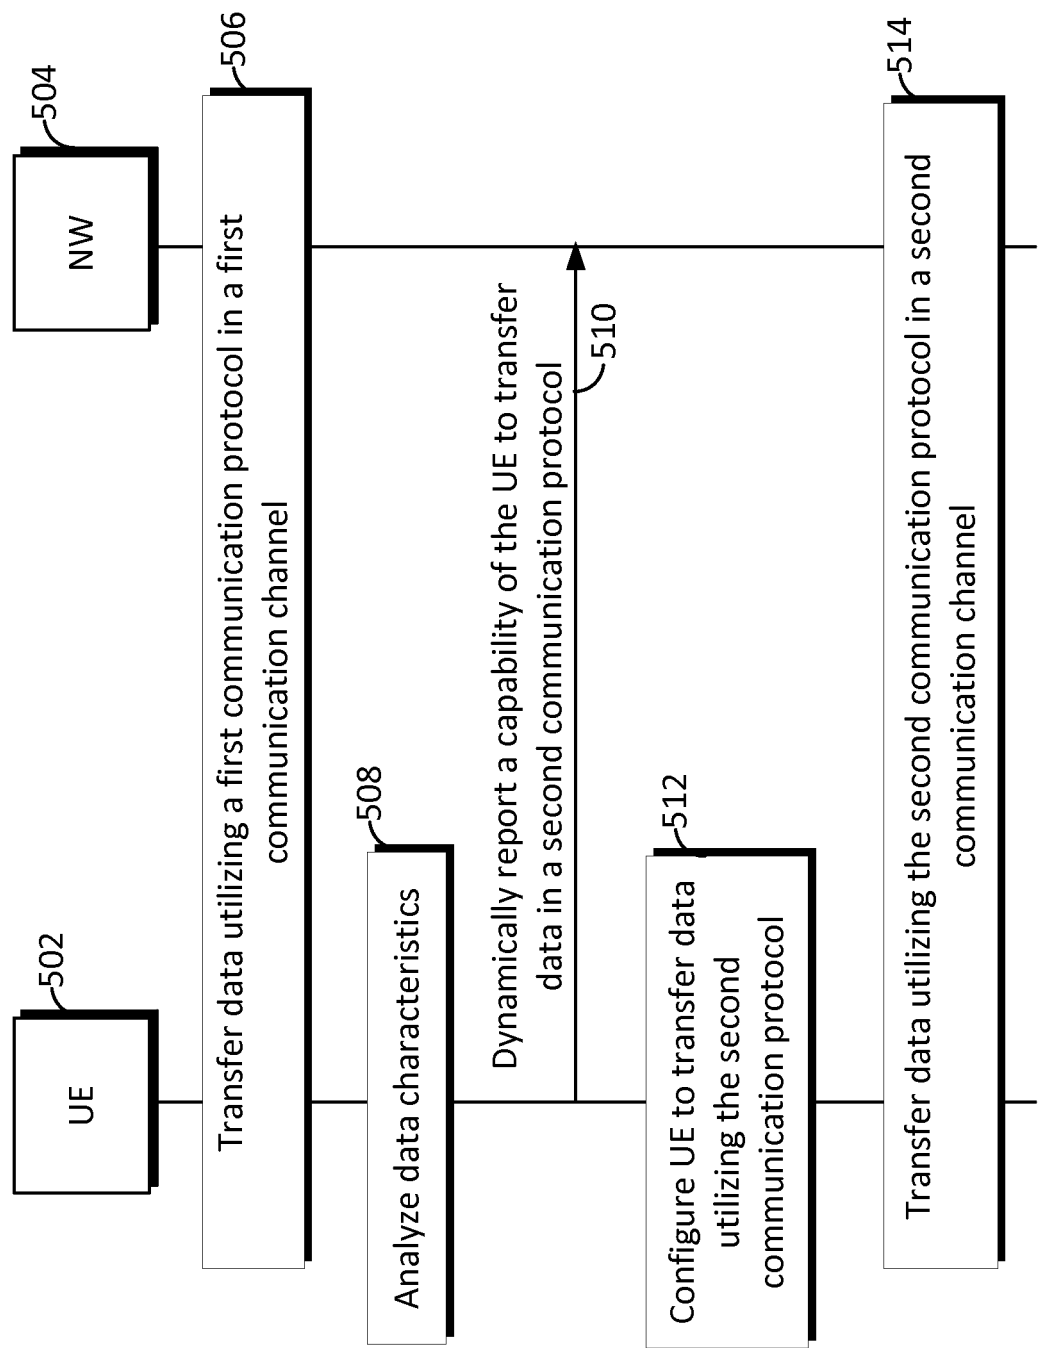 UE
502
NW
504
506
Transfer data utilizing a first communication protocol in a first
communication channel
508
Analyze data characteristics
Dynamically report a capability of the UE to transfer
data in a second communication protocol
510
512
Configure UE to transfer data
utilizing the second
communication protocol
514
Transfer data utilizing the second communication protocol in a second
communication channel